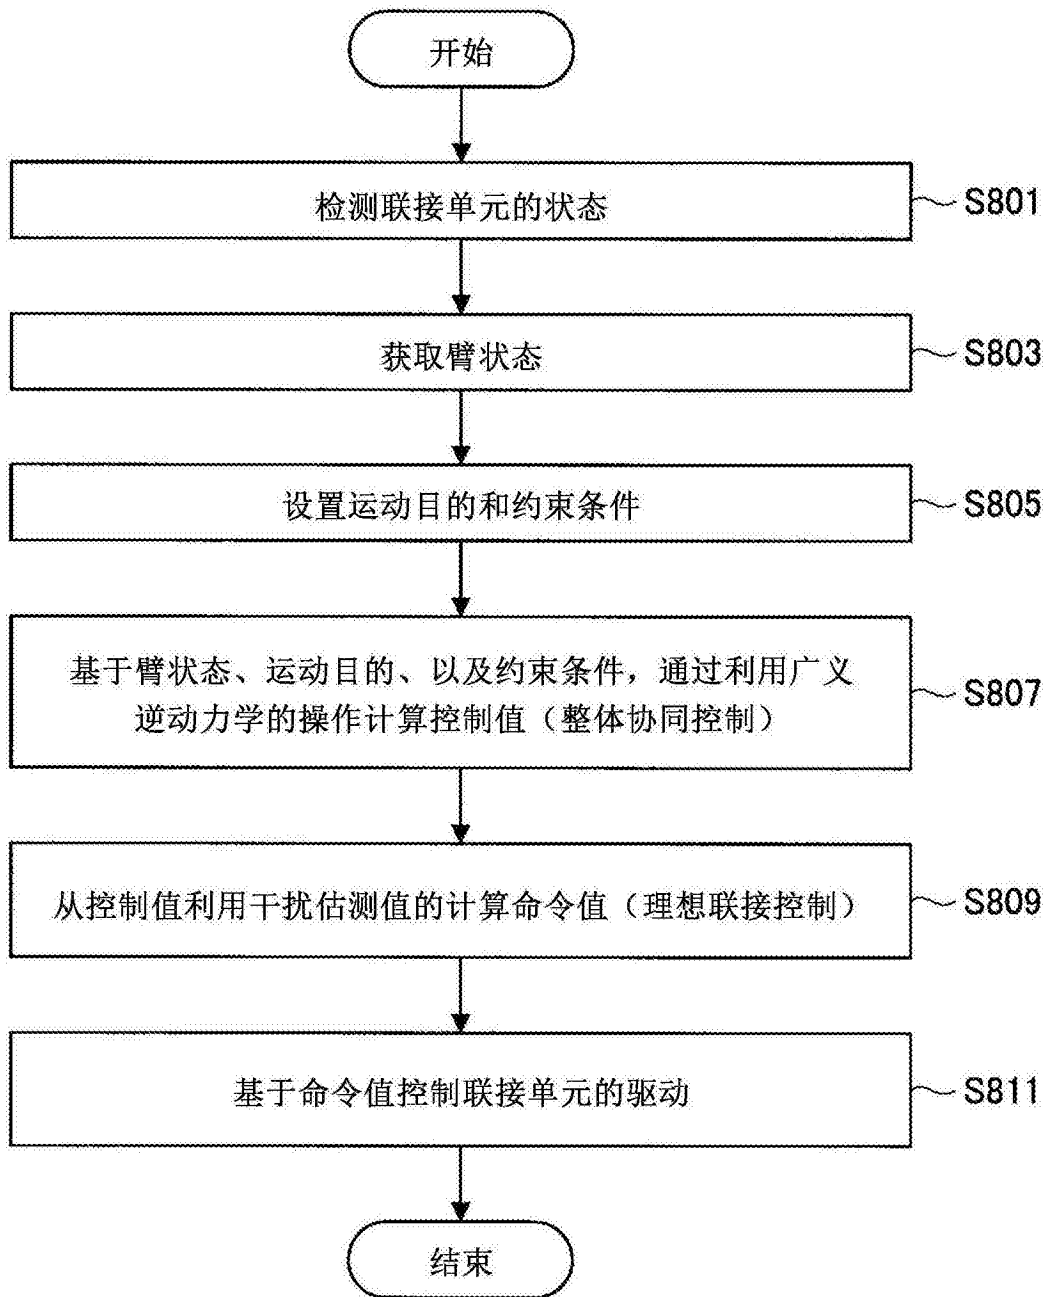 开始
检测联接单元的状态
S801
获取臂状态
S803
设置运动目的和约束条件
S805
基于臂状态、运动目的、以及约束条件，通过利用广义
逆动力学的操作计算控制值（整体协同控制）
S807
从控制值利用干扰估测值的计算命令值（理想联接控制）
S809
基于命令值控制联接单元的驱动
S811
结束